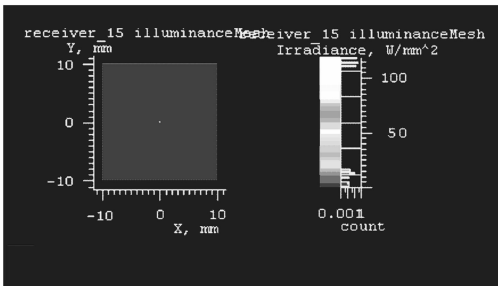 receiver_15 illuminanceMesh
Y, mm
10
0
-10
-10 0 10
X, mm
receiver_15 illuminanceMesh
Irradiance, W/mm^2
100
50
0.001
count